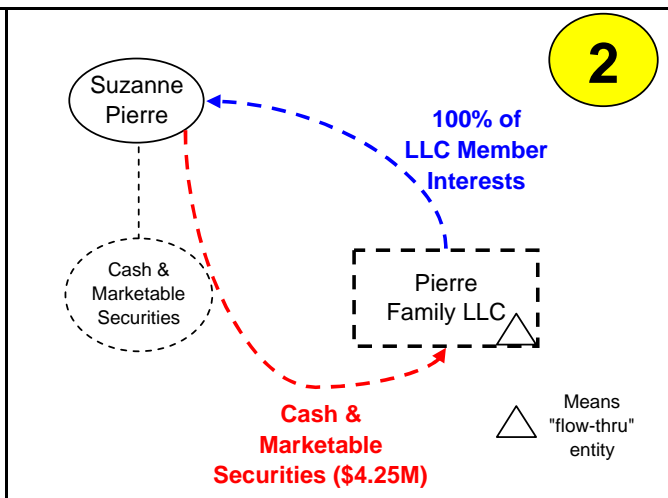 2
Suzanne
Pierre
100% of
LLC Member
Interests
Cash &
Marketable
Securities
Pierre
Family LLC
Cash &
Marketable
Securities ($4.25M)
Means
"flow-thru"
entity